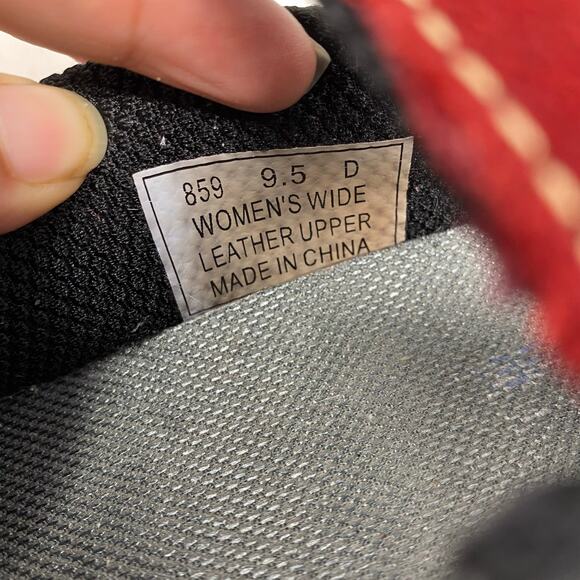 859 9.5 D
WOMEN'S WIDE
LEATHER UPPER
MADE IN CHINA